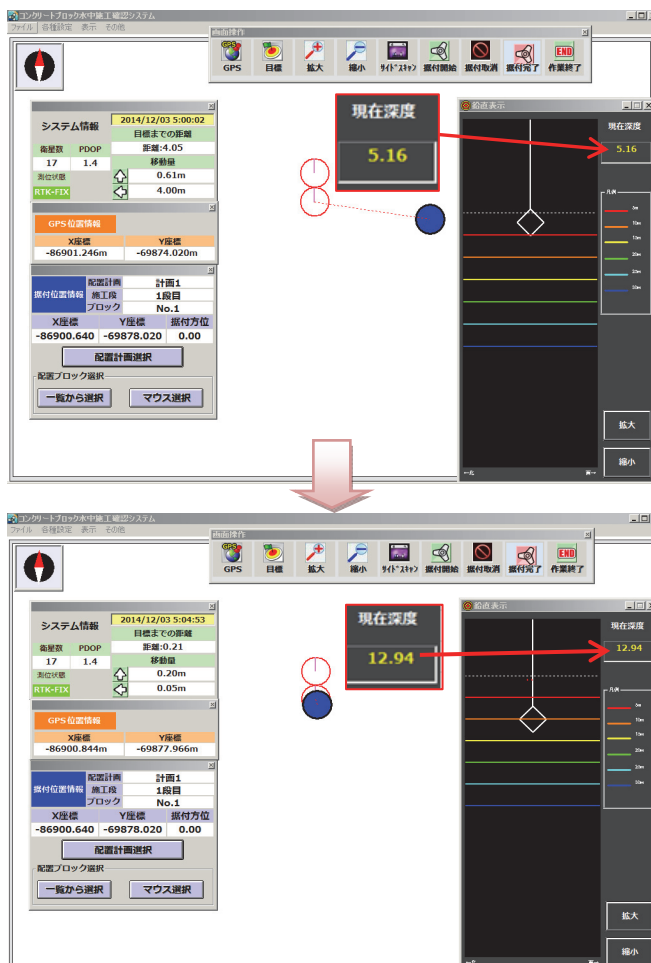 コンクリートブロック水中施工確認システム
ファイル 各種設定 表示 その他
画面操作
GPS 目標 拡大 縮小 サイドスキャン 据付開始 据付取消 据付完了 作業終了
システム情報
2014/12/03 5:00:02
目標までの距離
衛星数 PDOP 距離:4.05
17 1.4 移動量
測位状態
0.61m
RTK-FIX 4.00m
GPS位置情報
X座標 Y座標
-86901.246m -69874.020m
据付位置情報
配置計画 計画1
施工段 1段目
ブロック No.1
X座標 Y座標 据付方位
-86900.640 -69878.020 0.00
配置計画選択
配置ブロック選択
一覧から選択 マウス選択
現在深度
5.16
鉛直表示
現在深度
5.16
凡例
5m
10m
15m
20m
25m
30m
拡大
縮小
コンクリートブロック水中施工確認システム
ファイル 各種設定 表示 その他
画面操作
GPS 目標 拡大 縮小 サイドスキャン 据付開始 据付取消 据付完了 作業終了
システム情報
2014/12/03 5:04:53
目標までの距離
衛星数 PDOP 距離:0.21
17 1.4 移動量
測位状態
0.20m
RTK-FIX 0.05m
GPS位置情報
X座標 Y座標
-86900.844m -69877.966m
据付位置情報
配置計画 計画1
施工段 1段目
ブロック No.1
X座標 Y座標 据付方位
-86900.640 -69878.020 0.00
配置計画選択
配置ブロック選択
一覧から選択 マウス選択
現在深度
12.94
鉛直表示
現在深度
12.94
凡例
5m
10m
15m
20m
25m
30m
拡大
縮小